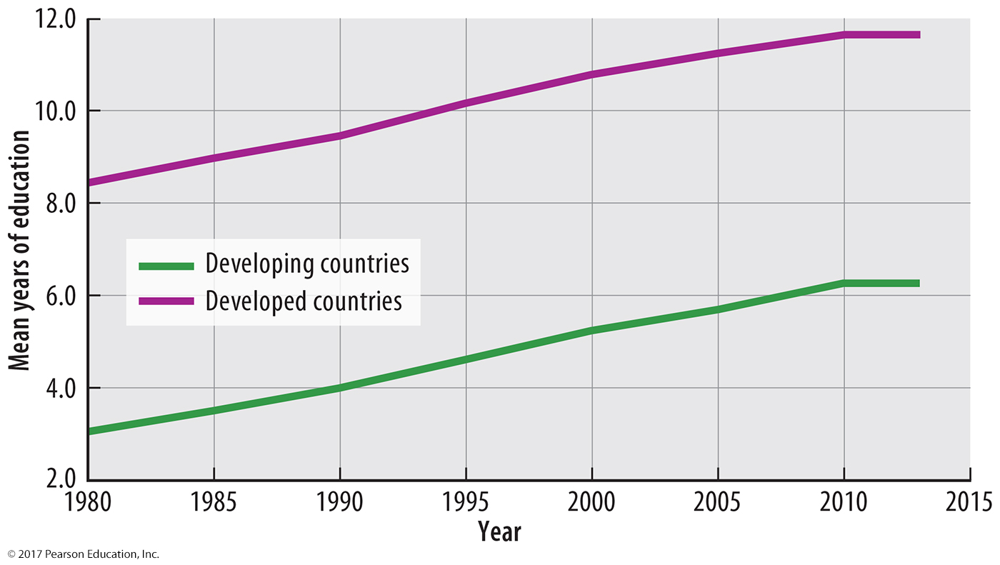 12.0
10.0
8.0
6.0
4.0
2.0
Mean years of education
Developing countries
Developed countries
1980 1985 1990 1995 2000 2005 2010 2015
Year
© 2017 Pearson Education, Inc.